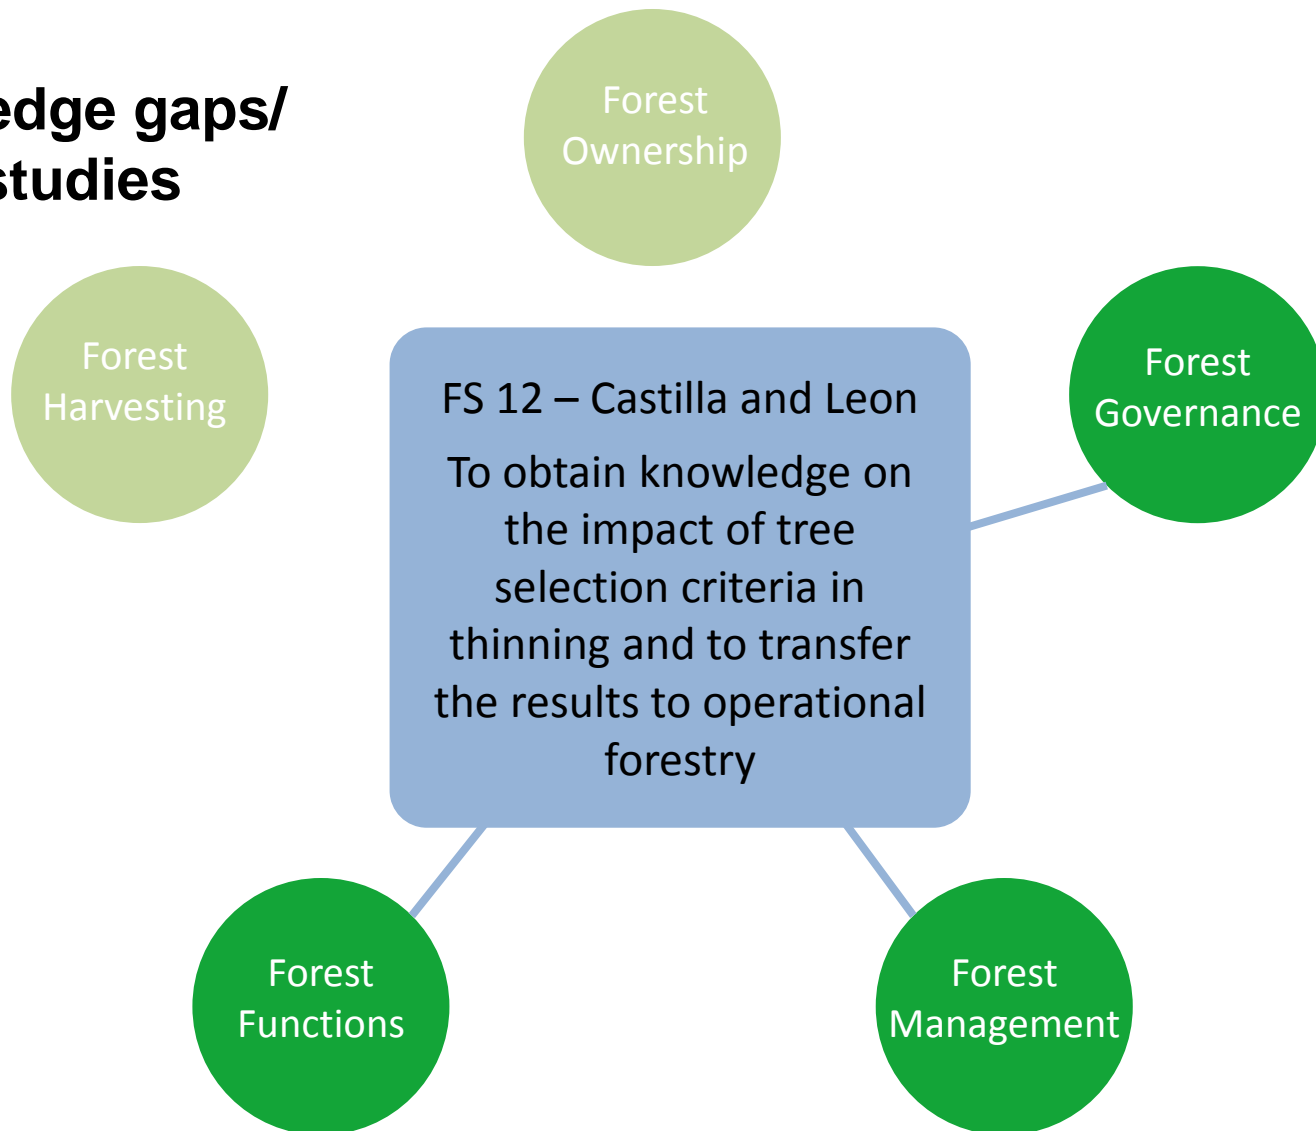 edge gaps/
studies
Forest
Ownership
Forest
Harvesting
Forest
Governance
FS 12 – Castilla and Leon
To obtain knowledge on
the impact of tree
selection criteria in
thinning and to transfer
the results to operational
forestry
Forest
Functions
Forest
Management